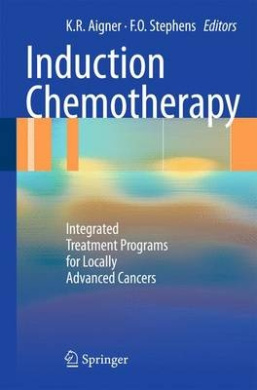 K.R. Aigner · F.O. Stephens Editors
Induction
Chemotherapy
Integrated
Treatment Programs
for Locally
Advanced Cancers
Springer